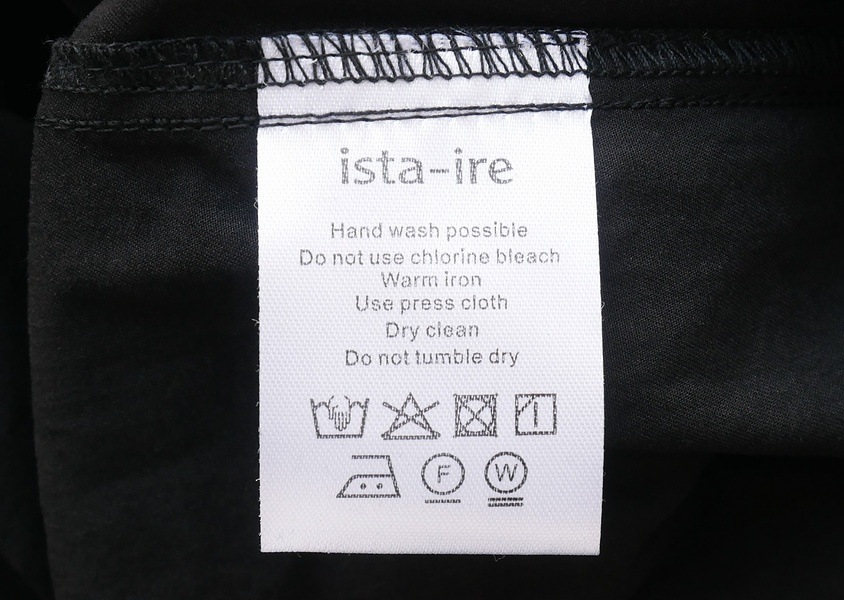 ista-ire
Hand wash possible
Do not use chlorine bleach
Warm iron
Use press cloth
Dry clean
Do not tumble dry
F W